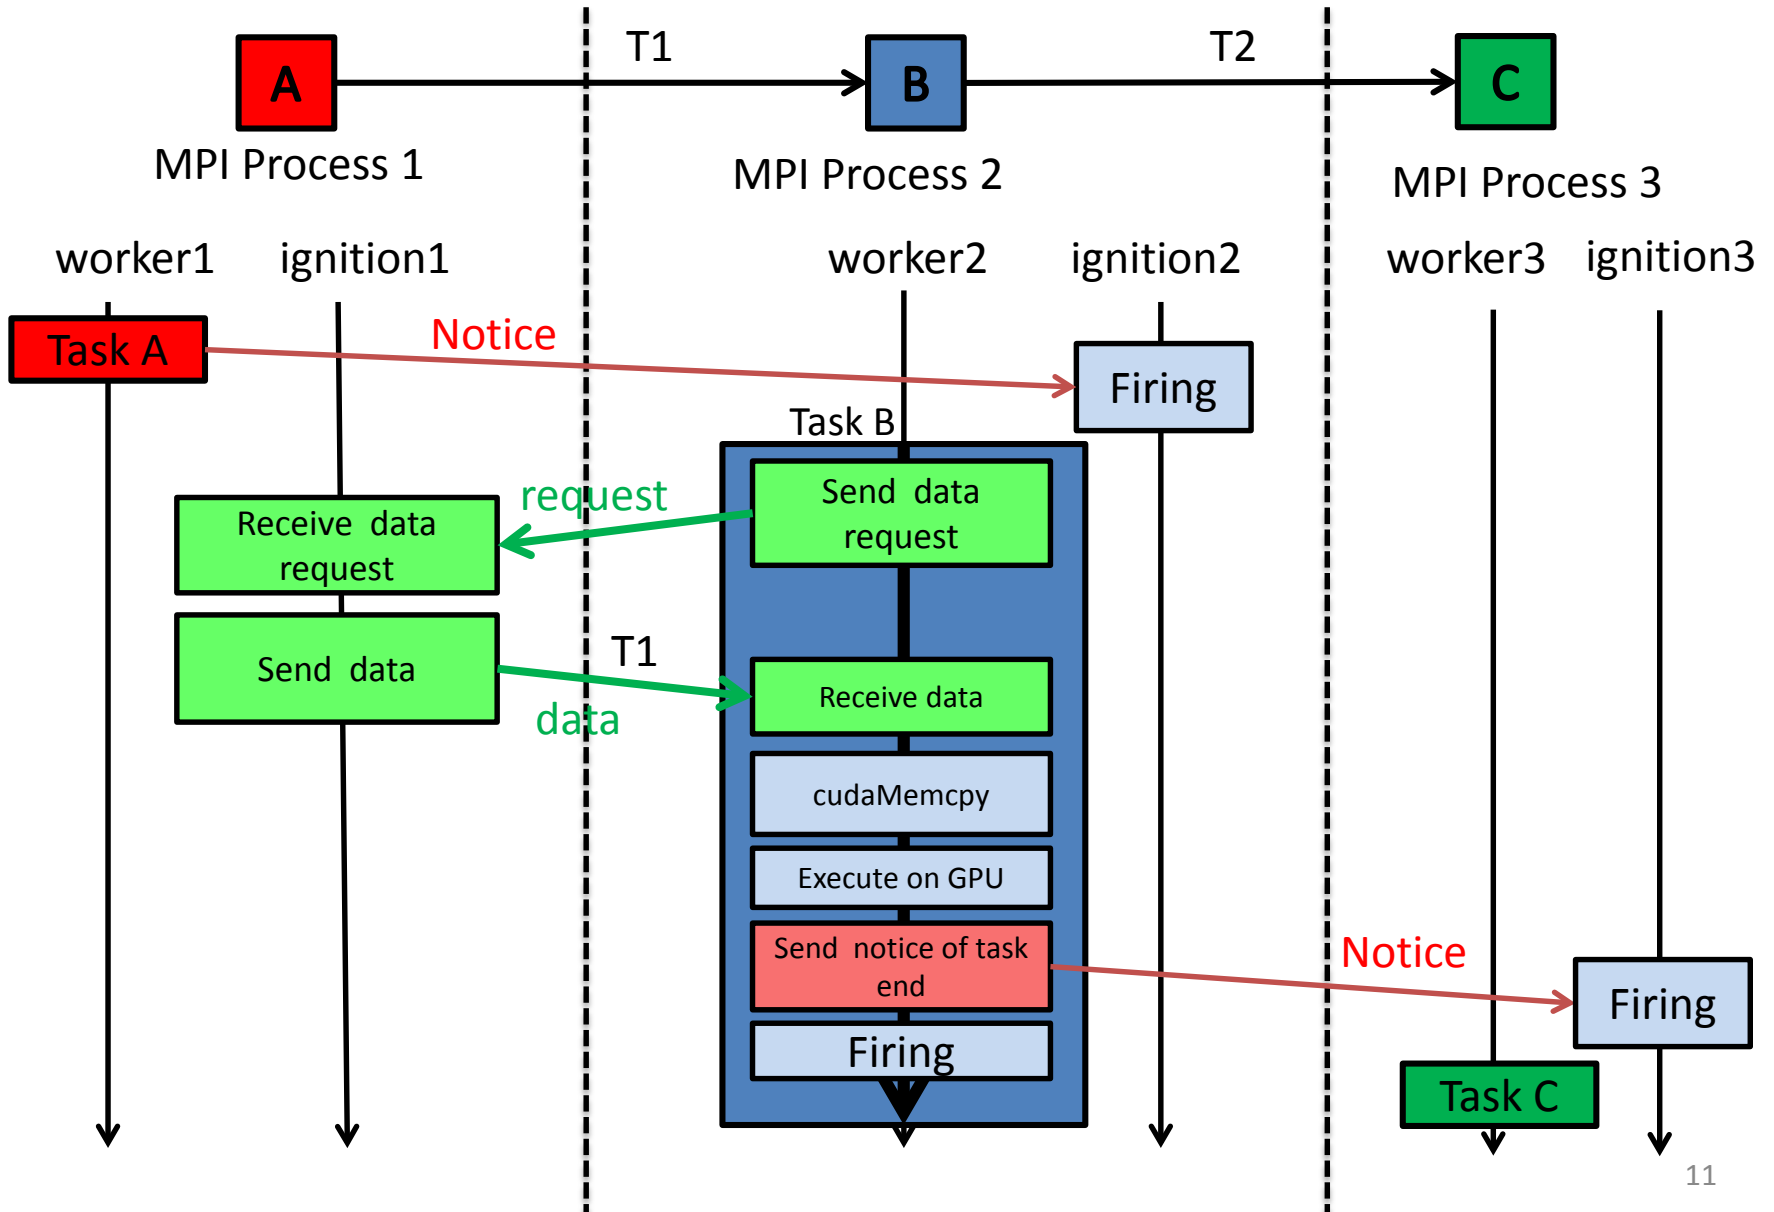 T1
T2
A
B
C
MPI Process 1
MPI Process 2
MPI Process 3
worker1
ignition1
worker2
ignition2
worker3
ignition3
Task A
Notice
Firing
Task B
Send data
request
request
Receive data
request
Send data
T1
data
Receive data
cudaMemcpy
Execute on GPU
Send notice of task
end
Notice
Firing
Firing
Task C
11